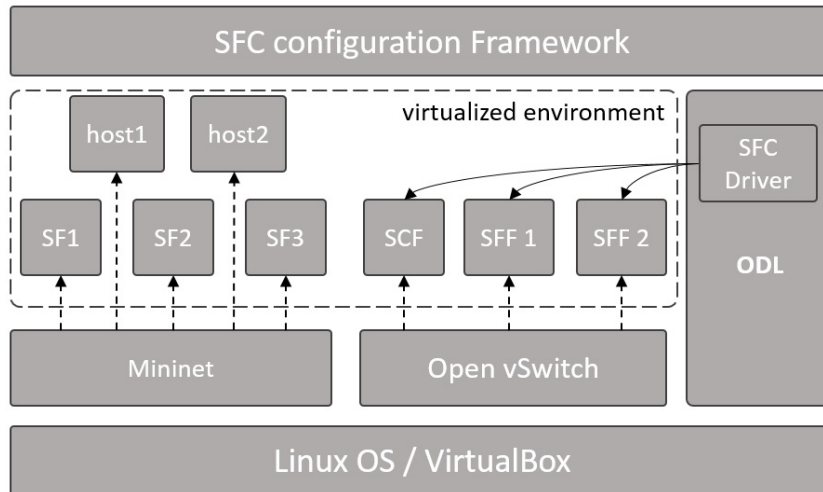 SFC configuration Framework
virtualized environment
host1
host2
SFC
Driver
SF1
SF2
SF3
SCF
SFF 1
SFF 2
ODL
Mininet
Open vSwitch
Linux OS / VirtualBox